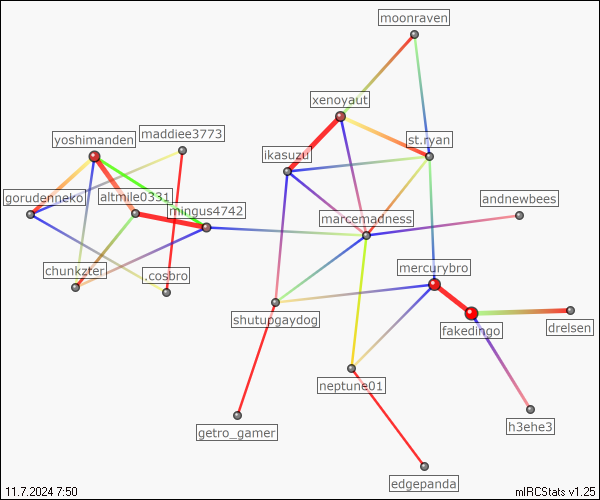 moonraven
xenoyaut
yoshimanden
maddiee3773
ikasuzu
st.ryan
gorudenneko
altmile0331
mingus4742
andnewbees
marcemadness
chunkzter
.cosbro
mercurybro
shutupgaydog
fakedingo
drelsen
neptune01
getro_gamer
h3ehe3
edgepanda
11.7.2024 7:50
mIRCStats v1.25